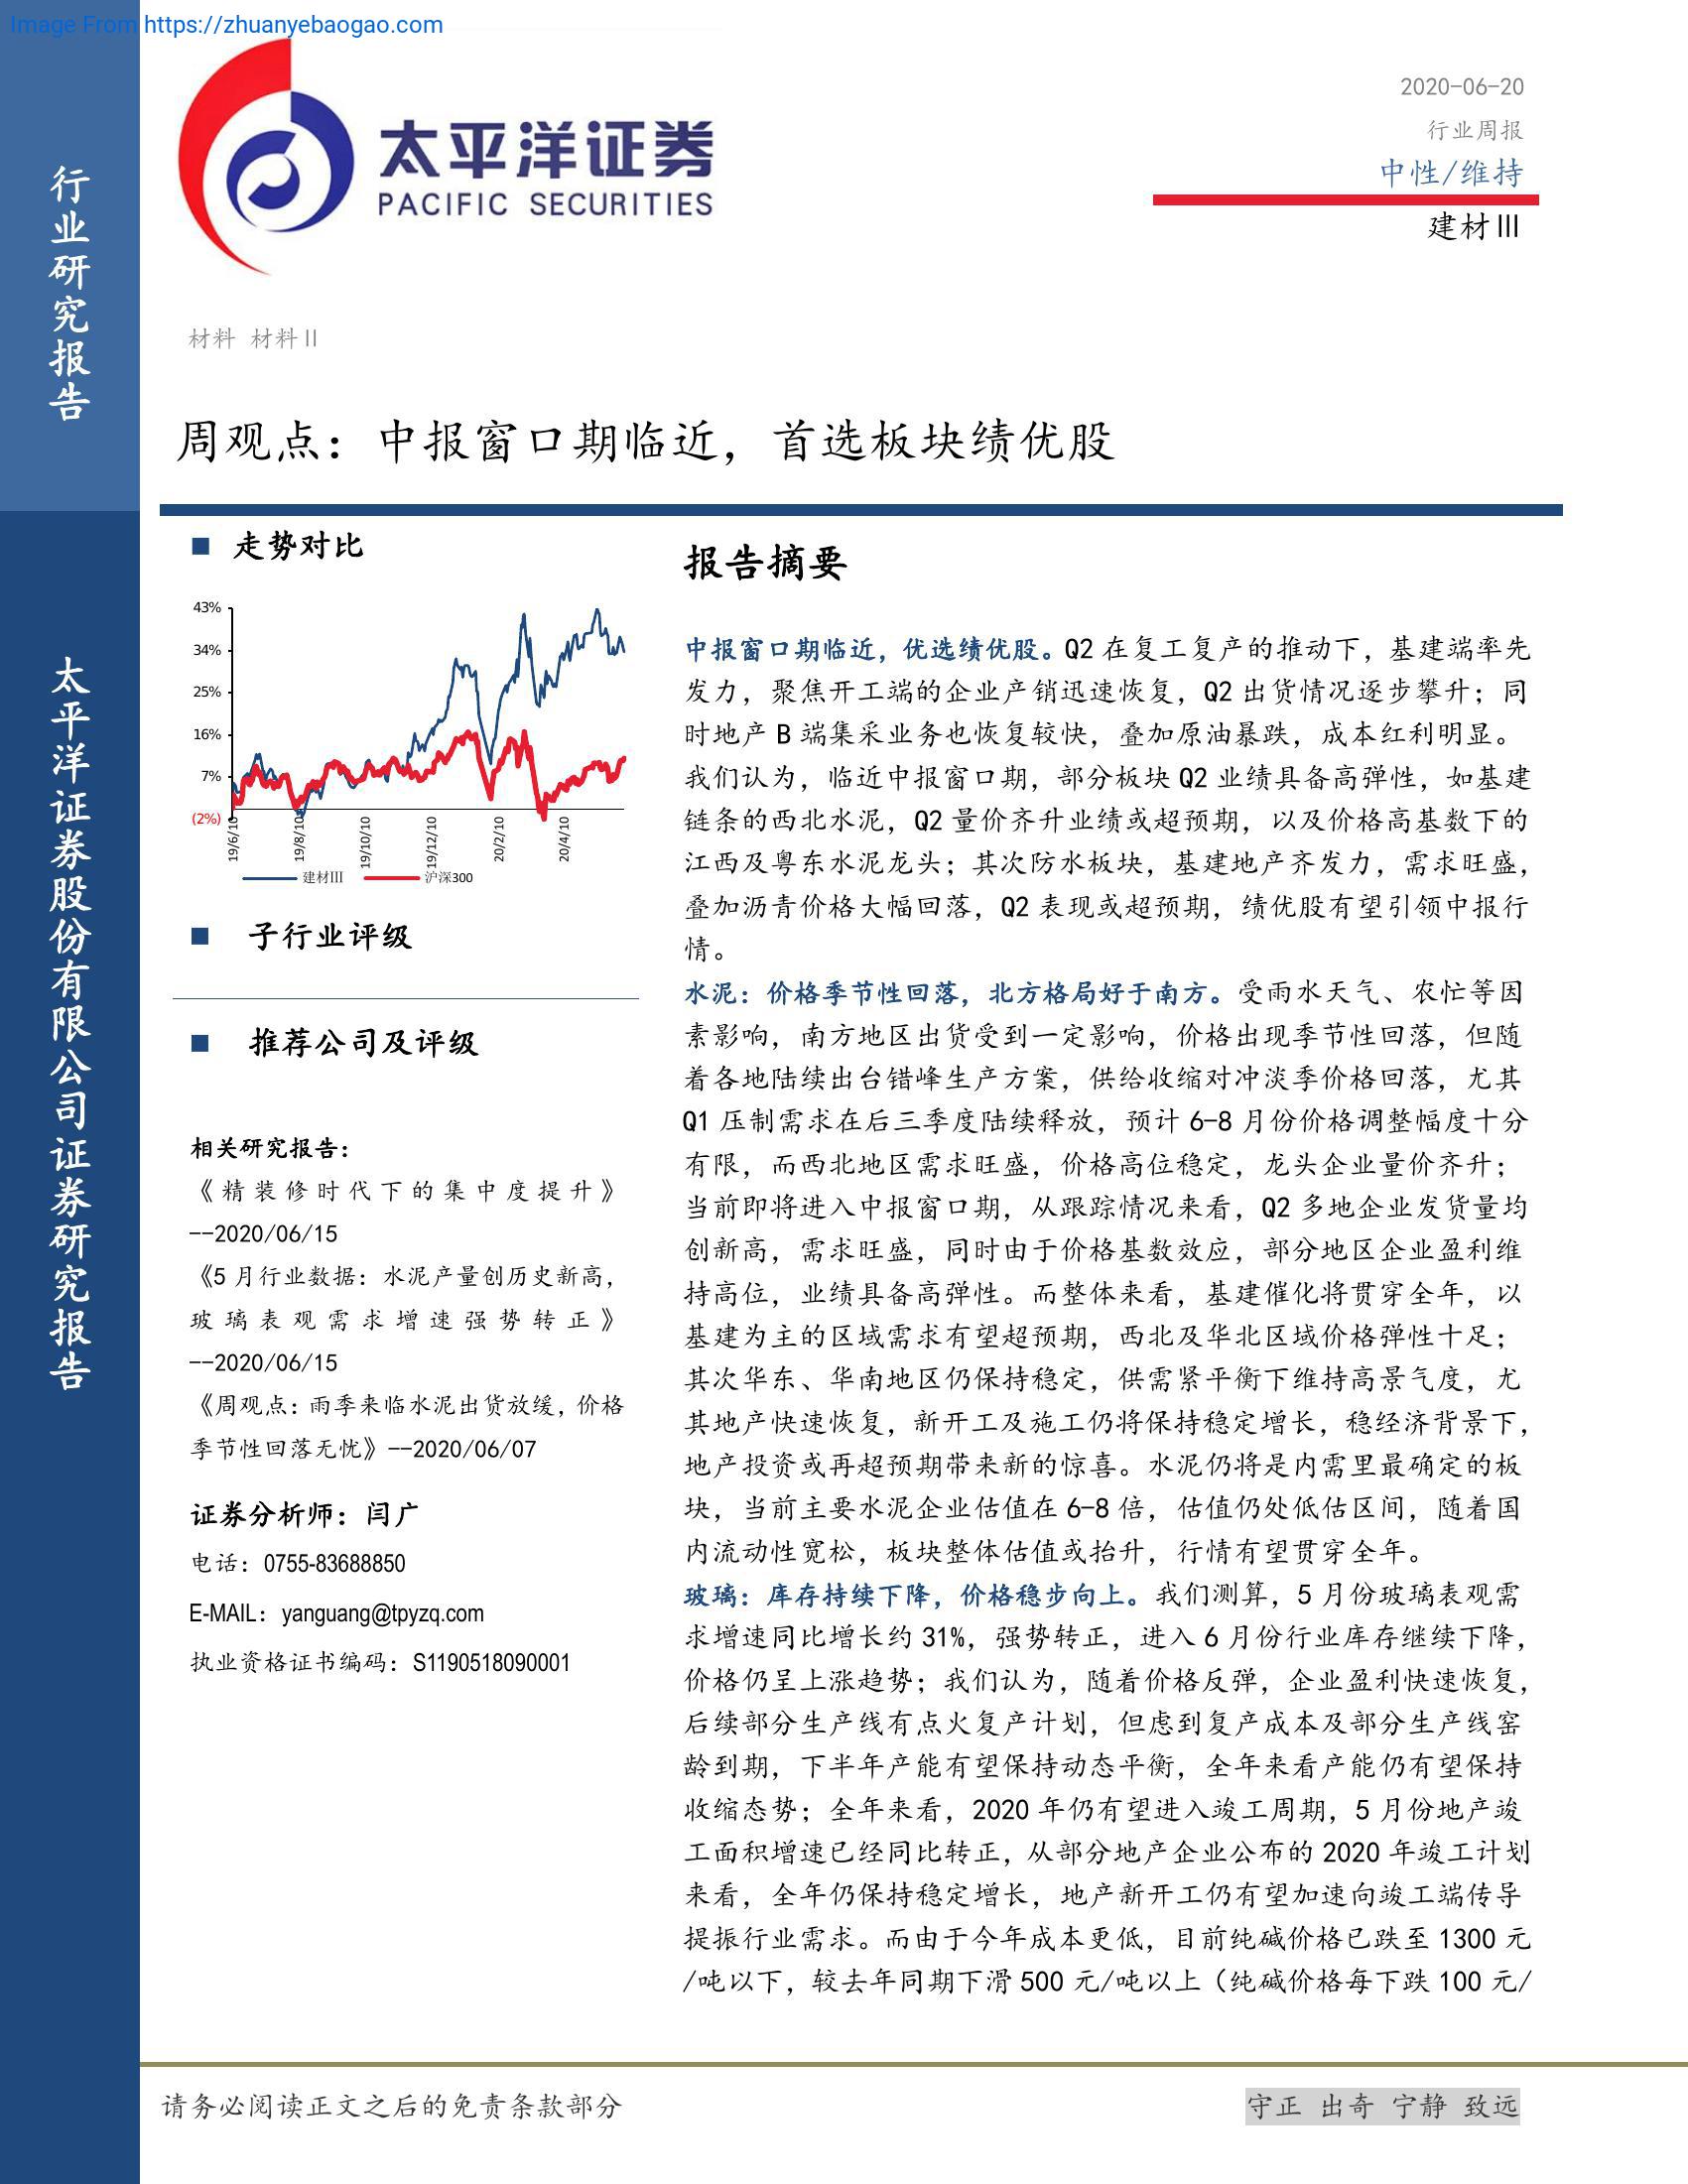 Image From https://zhuanyebaogao.com
行业研究报告
太平洋证券股份有限公司证券研究报告
太平洋证券
PACIFIC SECURITIES
2020-06-20
行业周报
中性/维持
建材Ⅲ
材料 材料Ⅱ
周观点：中报窗口期临近，首选板块绩优股
■ 走势对比
43%
34%
25%
16%
7%
(2%)
19/6/10
19/8/10
19/10/10
19/12/10
20/2/10
20/4/10
建材Ⅲ 沪深300
■ 子行业评级
■ 推荐公司及评级
相关研究报告：
《精装修时代下的集中度提升》
--2020/06/15
《5 月行业数据：水泥产量创历史新高，
玻璃表观需求增速强势转正》
--2020/06/15
《周观点：雨季来临水泥出货放缓，价格
季节性回落无忧》--2020/06/07
证券分析师：闫广
电话：0755-83688850
E-MAIL：yanguang@tpyzq.com
执业资格证书编码：S1190518090001
报告摘要
中报窗口期临近，优选绩优股。Q2 在复工复产的推动下，基建端率先
发力，聚焦开工端的企业产销迅速恢复，Q2 出货情况逐步攀升；同
时地产 B 端集采业务也恢复较快，叠加原油暴跌，成本红利明显。
我们认为，临近中报窗口期，部分板块 Q2 业绩具备高弹性，如基建
链条的西北水泥，Q2 量价齐升业绩或超预期，以及价格高基数下的
江西及粤东水泥龙头；其次防水板块，基建地产齐发力，需求旺盛，
叠加沥青价格大幅回落，Q2 表现或超预期，绩优股有望引领中报行
情。
水泥：价格季节性回落，北方格局好于南方。受雨水天气、农忙等因
素影响，南方地区出货受到一定影响，价格出现季节性回落，但随
着各地陆续出台错峰生产方案，供给收缩对冲淡季价格回落，尤其
Q1 压制需求在后三季度陆续释放，预计 6-8 月份价格调整幅度十分
有限，而西北地区需求旺盛，价格高位稳定，龙头企业量价齐升；
当前即将进入中报窗口期，从跟踪情况来看，Q2 多地企业发货量均
创新高，需求旺盛，同时由于价格基数效应，部分地区企业盈利维
持高位，业绩具备高弹性。而整体来看，基建催化将贯穿全年，以
基建为主的区域需求有望超预期，西北及华北区域价格弹性十足；
其次华东、华南地区仍保持稳定，供需紧平衡下维持高景气度，尤
其地产快速恢复，新开工及施工仍将保持稳定增长，稳经济背景下，
地产投资或再超预期带来新的惊喜。水泥仍将是内需里最确定的板
块，当前主要水泥企业估值在 6-8 倍，估值仍处低估区间，随着国
内流动性宽松，板块整体估值或抬升，行情有望贯穿全年。
玻璃：库存持续下降，价格稳步向上。我们测算，5 月份玻璃表观需
求增速同比增长约 31%，强势转正，进入 6 月份行业库存继续下降，
价格仍呈上涨趋势；我们认为，随着价格反弹，企业盈利快速恢复，
后续部分生产线有点火复产计划，但虑到复产成本及部分生产线窑
龄到期，下半年产能有望保持动态平衡，全年来看产能仍有望保持
收缩态势；全年来看，2020 年仍有望进入竣工周期，5 月份地产竣
工面积增速已经同比转正，从部分地产企业公布的 2020 年竣工计划
来看，全年仍保持稳定增长，地产新开工仍有望加速向竣工端传导
提振行业需求。而由于今年成本更低，目前纯碱价格已跌至 1300 元
/吨以下，较去年同期下滑 500 元/吨以上（纯碱价格每下跌 100 元/
请务必阅读正文之后的免责条款部分
守正 出奇 宁静 致远